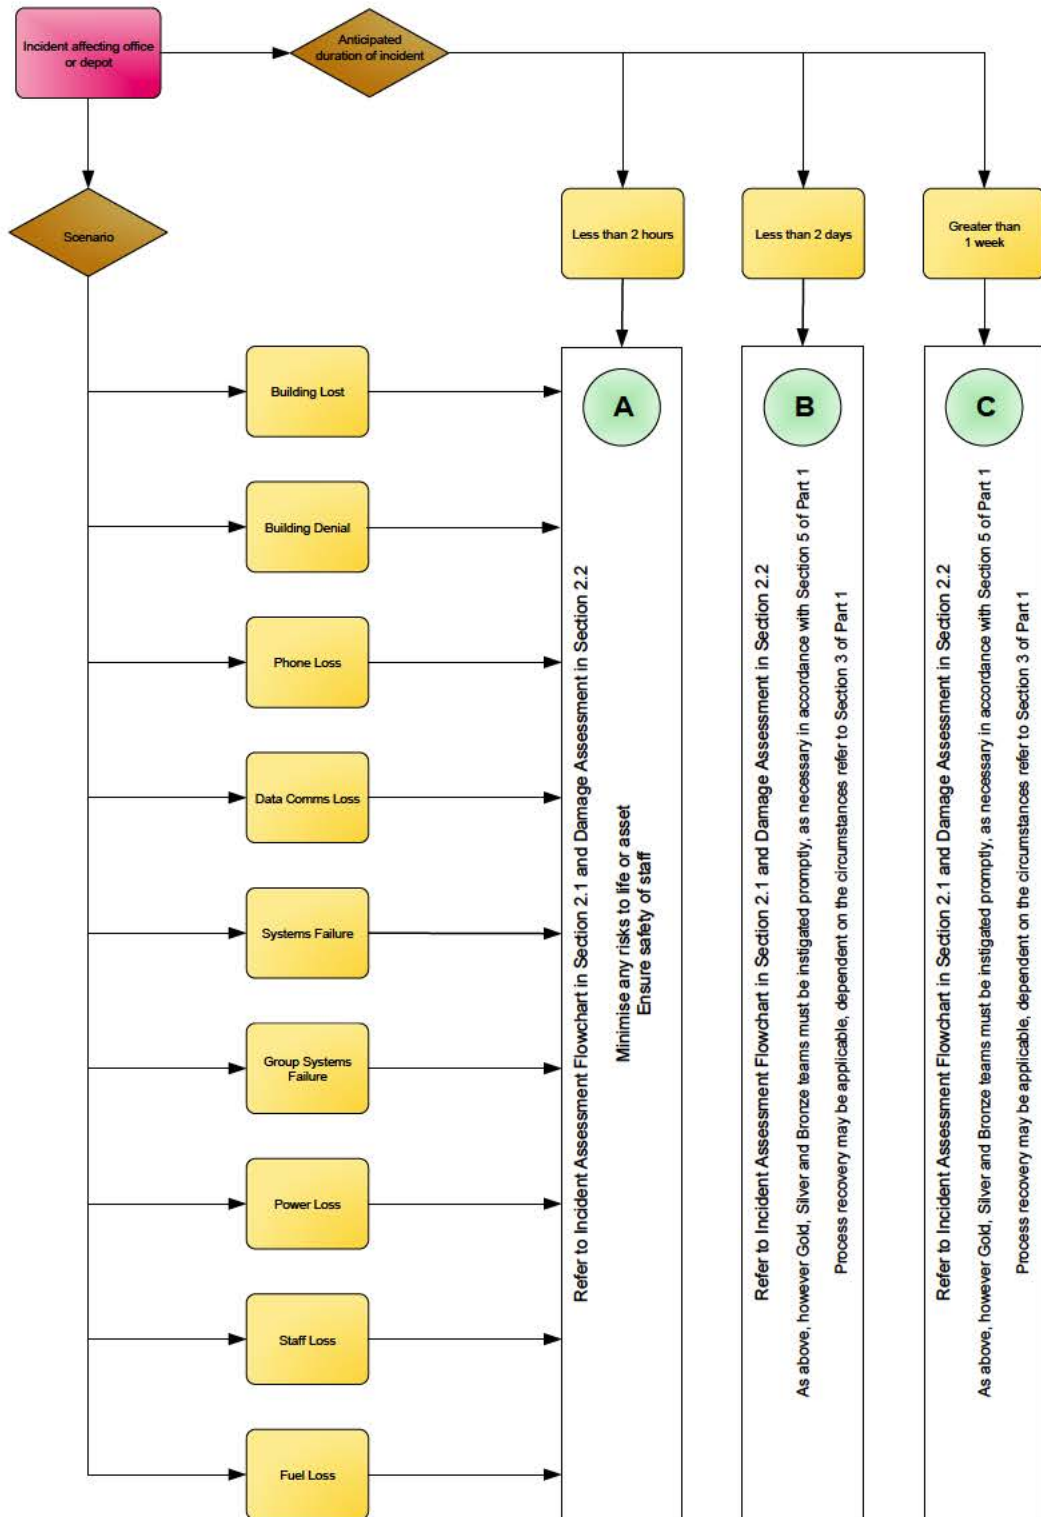 Incident affecting office
or depot
Anticipated
duration of incident
Scenario
Less than 2 hours
Less than 2 days
Greater than
1 week
Building Lost
Building Denial
Phone Loss
Data Comms Loss
Systems Failure
Group Systems
Failure
Power Loss
Staff Loss
Fuel Loss
A
Refer to Incident Assessment Flowchart in Section 2.1 and Damage Assessment in Section 2.2
Minimise any risks to life or asset
Ensure safety of staff
B
Refer to Incident Assessment Flowchart in Section 2.1 and Damage Assessment in Section 2.2
As above, however Gold, Silver and Bronze teams must be instigated promptly, as necessary in accordance with Section 5 of Part 1
Process recovery may be applicable, dependent on the circumstances refer to Section 3 of Part 1
C
Refer to Incident Assessment Flowchart in Section 2.1 and Damage Assessment in Section 2.2
As above, however Gold, Silver and Bronze teams must be instigated promptly, as necessary in accordance with Section 5 of Part 1
Process recovery may be applicable, dependent on the circumstances refer to Section 3 of Part 1